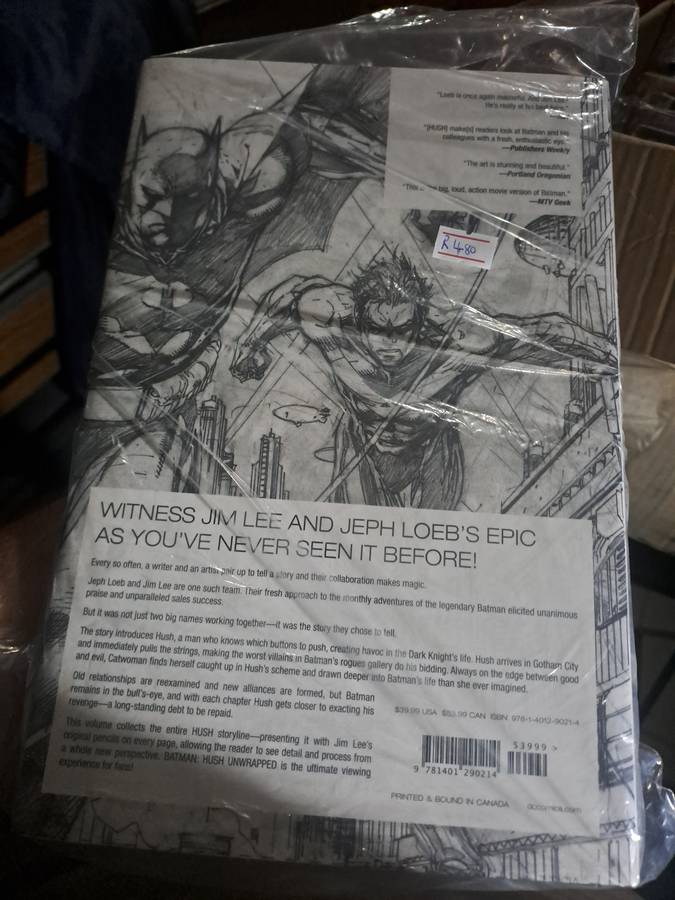 "Loeb is once again masterful. And Jim Lee?
He's really at his best here."
"[HUSH] make[s] readers look at Batman and his
colleagues with a fresh, enthusiastic eye."
—Publishers Weekly
"The art is stunning and beautiful."
—Portland Oregonian
"This big, loud, action movie version of Batman."
—MTV Geek
R 480
WITNESS JIM LEE AND JEPH LOEB'S EPIC
AS YOU'VE NEVER SEEN IT BEFORE!
Every so often, a writer and an artist pair up to tell a story and their collaboration makes magic.
Jeph Loeb and Jim Lee are one such team. Their fresh approach to the monthly adventures of the legendary Batman elicited unanimous
praise and unparalleled sales success.
But it was not just two big names working together—it was the story they chose to tell.
The story introduces Hush, a man who knows which buttons to push, creating havoc in the Dark Knight's life. Hush arrives in Gotham City
and immediately pulls the strings, making the worst villains in Batman's rogues gallery do his bidding. Always on the edge between good
and evil, Catwoman finds herself caught up in Hush's scheme and drawn deeper into Batman's life than she ever imagined.
Old relationships are reexamined and new alliances are formed, but Batman
remains in the bull's-eye, and with each chapter Hush gets closer to exacting his
revenge—a long-standing debt to be repaid.
This volume collects the entire HUSH storyline—presenting it with Jim Lee's
original pencils on every page, allowing the reader to see detail and process from
a whole new perspective. BATMAN: HUSH UNWRAPPED is the ultimate viewing
experience for fans!
$39.99 USA $53.99 CAN ISBN 978-1-4012-9021-4
53999 >
9 781401 290214
PRINTED & BOUND IN CANADA dccomics.com